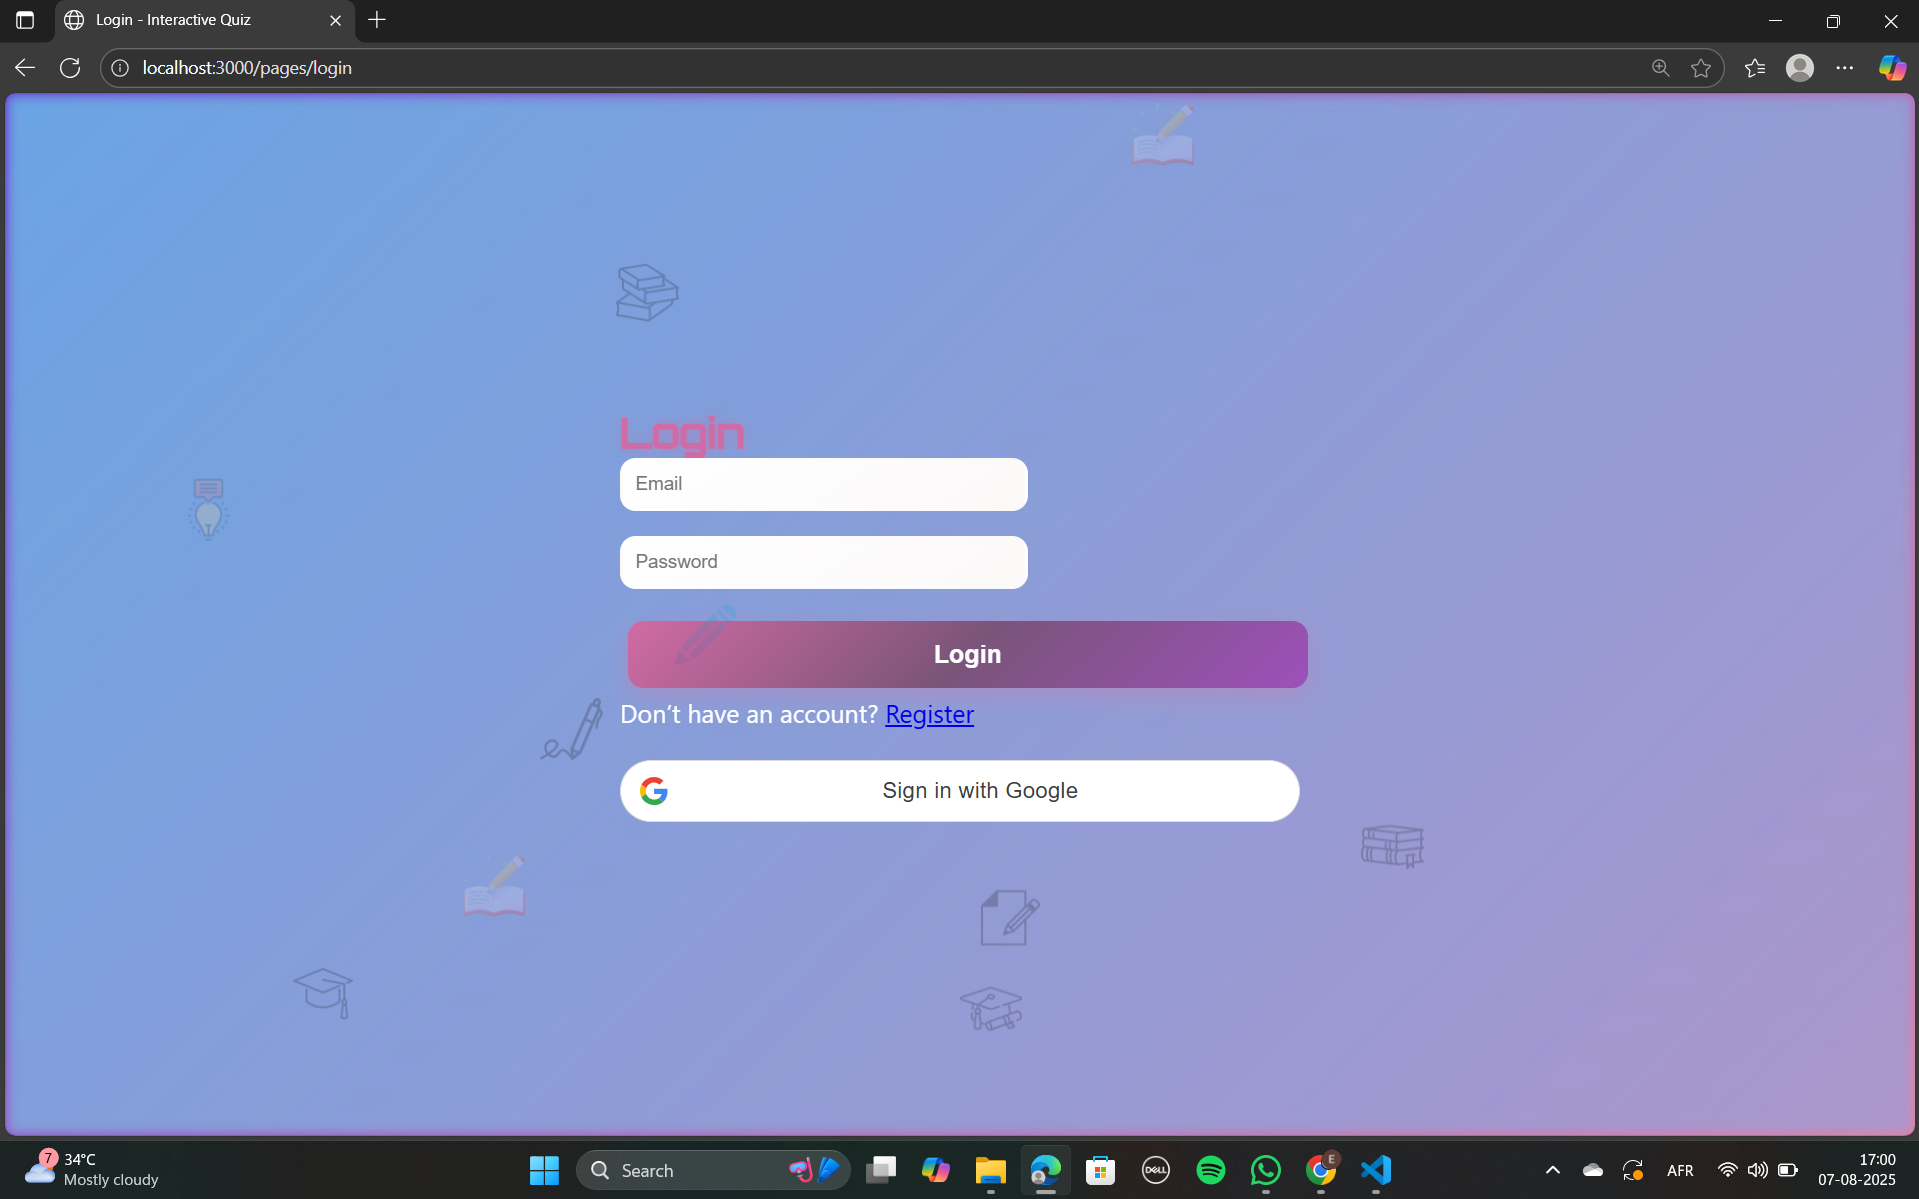 Login - Interactive Quiz
localhost:3000/pages/login
Login
Email
Password
Login
Don’t have an account? Register
Sign in with Google
7
34°C
Mostly cloudy
Search
DELL
E
AFR
17:00
07-08-2025